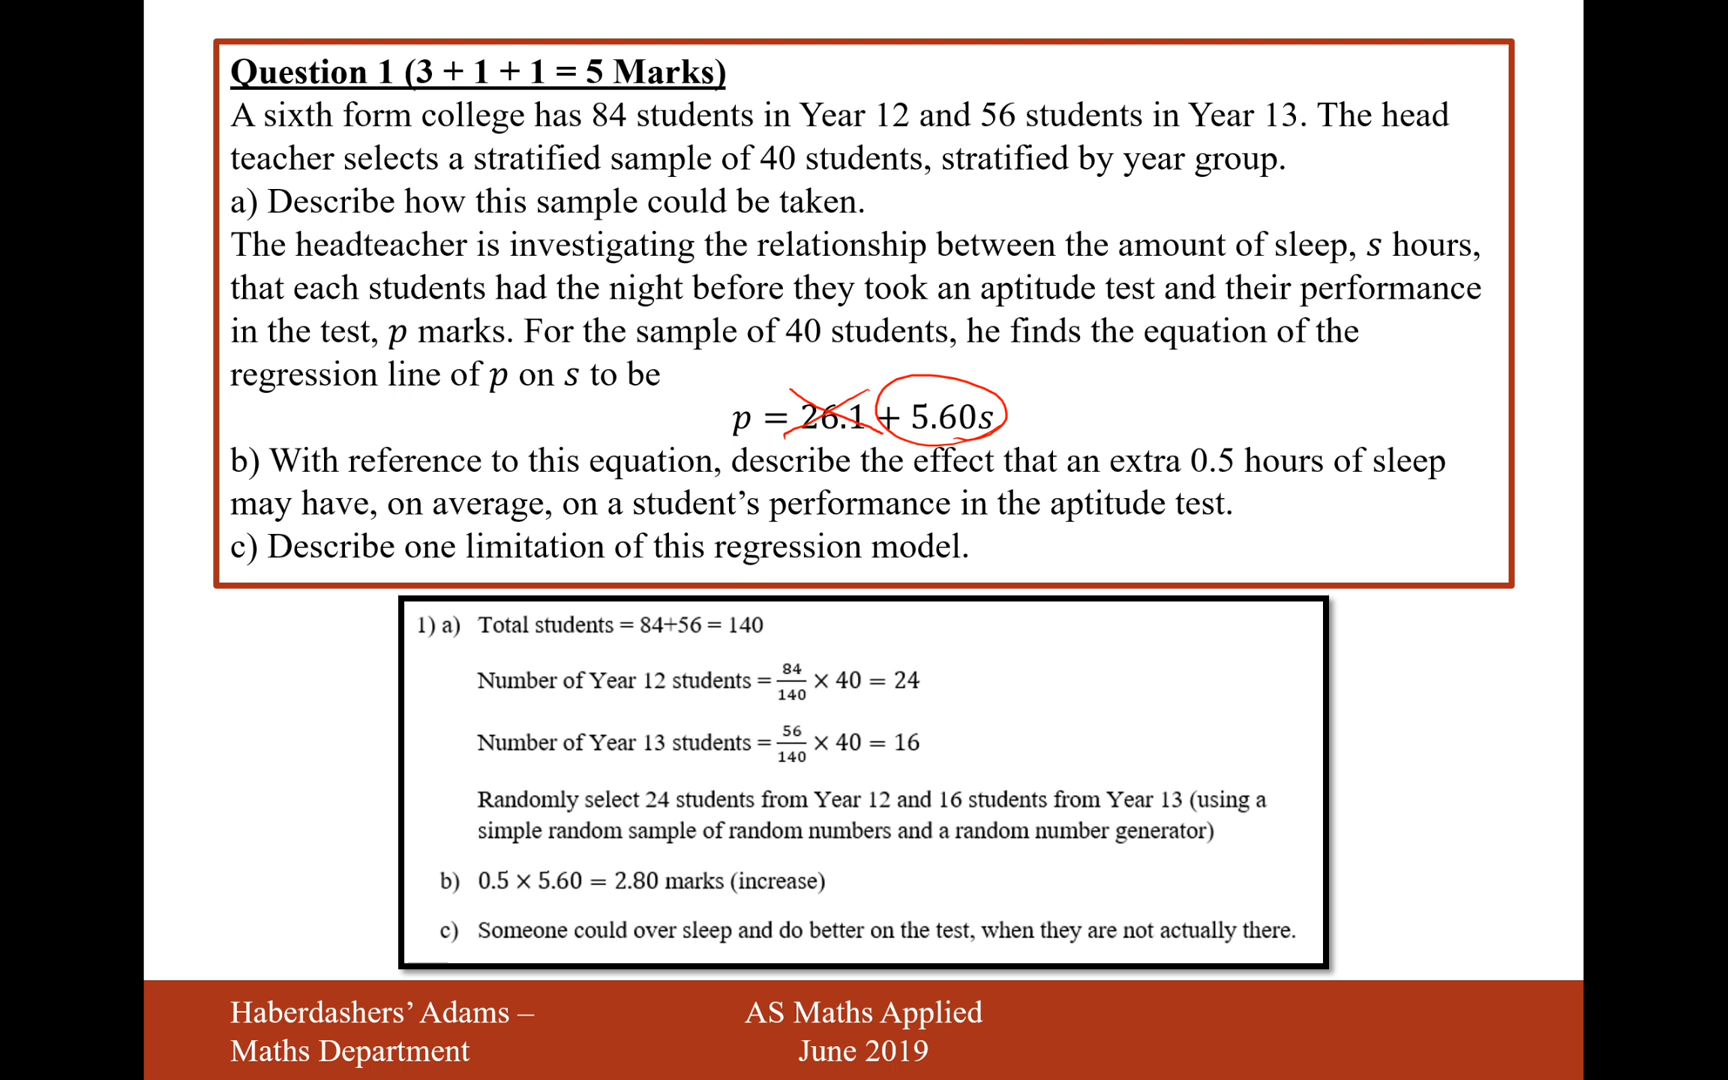 Question 1 (3 + 1 + 1 = 5 Marks)
A sixth form college has 84 students in Year 12 and 56 students in Year 13. The head
teacher selects a stratified sample of 40 students, stratified by year group.
a) Describe how this sample could be taken.
The headteacher is investigating the relationship between the amount of sleep, s hours,
that each students had the night before they took an aptitude test and their performance
in the test, p marks. For the sample of 40 students, he finds the equation of the
regression line of p on s to be
p = 26.1 + 5.60s
b) With reference to this equation, describe the effect that an extra 0.5 hours of sleep
may have, on average, on a student’s performance in the aptitude test.
c) Describe one limitation of this regression model.
1) a) Total students = 84+56 = 140
Number of Year 12 students = 84/140 × 40 = 24
Number of Year 13 students = 56/140 × 40 = 16
Randomly select 24 students from Year 12 and 16 students from Year 13 (using a
simple random sample of random numbers and a random number generator)
b) 0.5 × 5.60 = 2.80 marks (increase)
c) Someone could over sleep and do better on the test, when they are not actually there.
Haberdashers’ Adams –
Maths Department
AS Maths Applied
June 2019